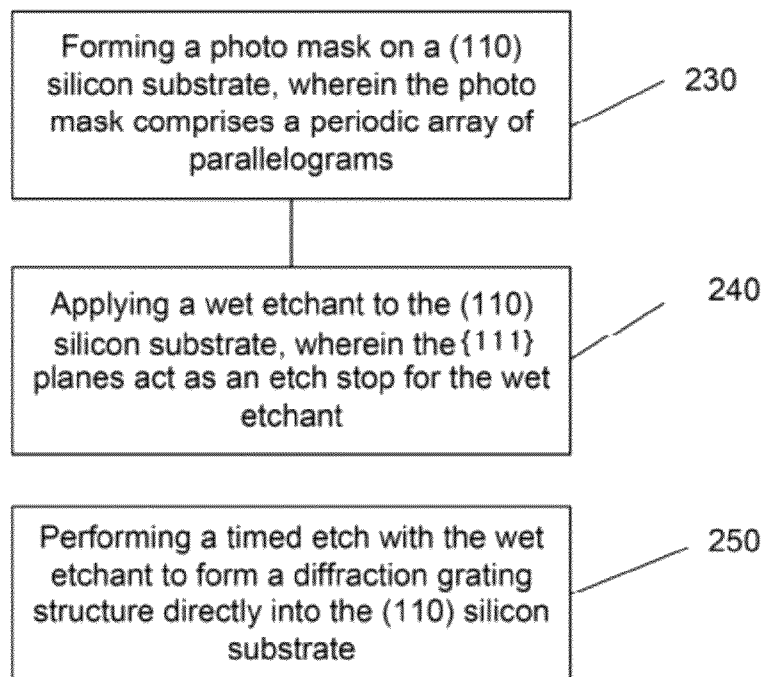 Forming a photo mask on a (110)
silicon substrate, wherein the photo
mask comprises a periodic array of
parallelograms
230
Applying a wet etchant to the (110)
silicon substrate, wherein the {111}
planes act as an etch stop for the wet
etchant
240
Performing a timed etch with the wet
etchant to form a diffraction grating
structure directly into the (110) silicon
substrate
250